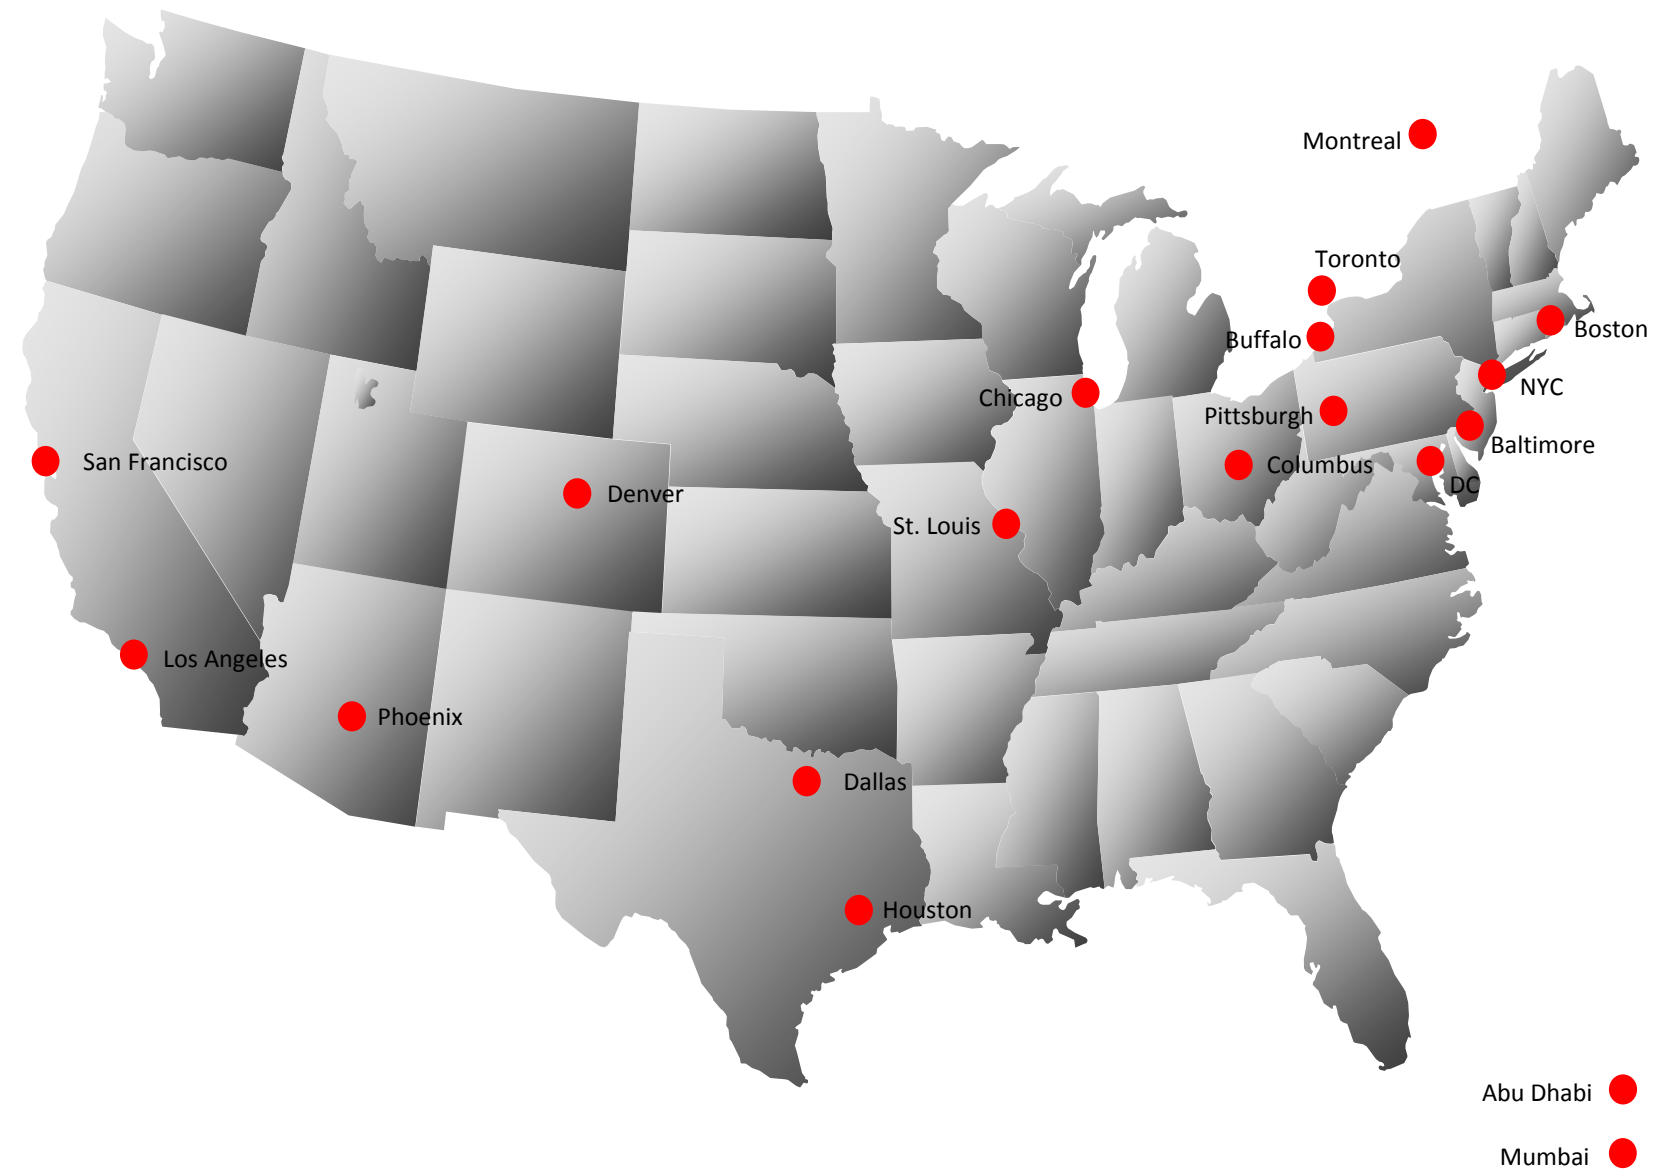 Montreal
Toronto
Buffalo
Boston
NYC
Chicago
Pittsburgh
Baltimore
San Francisco
Columbus
DC
Denver
St. Louis
Los Angeles
Phoenix
Dallas
Houston
Abu Dhabi
Mumbai